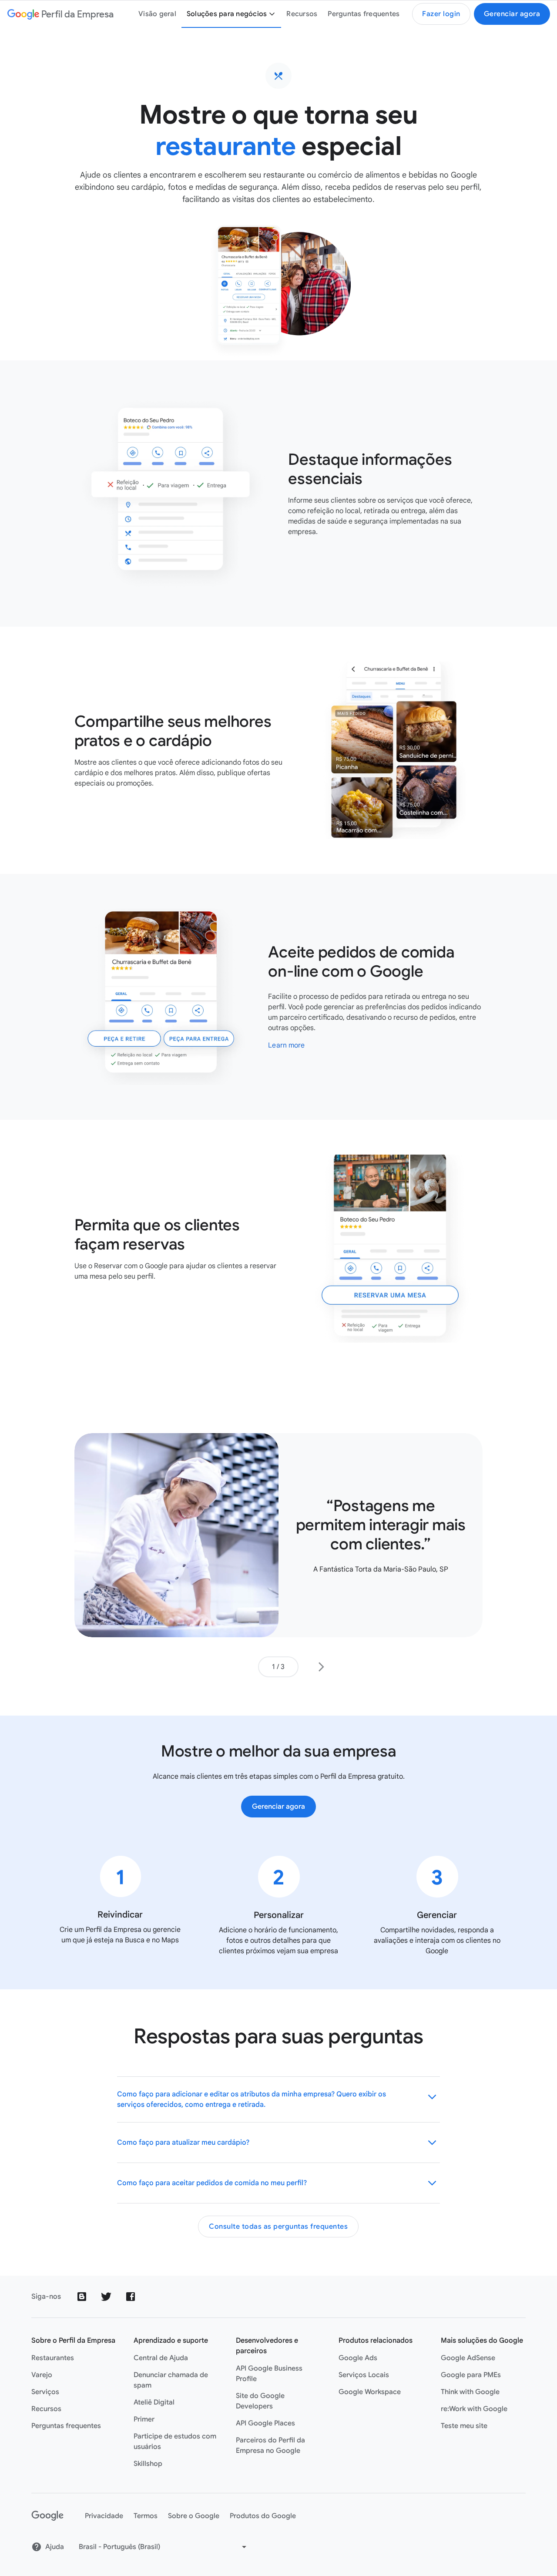 Google Perfil da Empresa
Visão geral
Soluções para negócios
Recursos
Perguntas frequentes
Fazer login
Gerenciar agora
Mostre o que torna seu
restaurante especial
Ajude os clientes a encontrarem e escolherem seu restaurante ou comércio de alimentos e bebidas no Google
exibindono seu cardápio, fotos e medidas de segurança. Além disso, receba pedidos de reservas pelo seu perfil,
facilitando as visitas dos clientes ao estabelecimento.
Churrascaria e Buffet da Benê
Boteco do Seu Pedro
Combina com você: 98%
Refeição
no local
Para viagem
Entrega
Destaque informações
essenciais
Informe seus clientes sobre os serviços que você oferece,
como refeição no local, retirada ou entrega, além das
medidas de saúde e segurança implementadas na sua
empresa.
Compartilhe seus melhores
pratos e o cardápio
Mostre aos clientes o que você oferece adicionando fotos do seu
cardápio e dos melhores pratos. Além disso, publique ofertas
especiais ou promoções.
Churrascaria e Buffet da Benê
MENU
Destaques
MAIS PEDIDO
R$ 75,00
Picanha
R$ 30,00
Sanduíche de perni...
R$ 15,00
Macarrão com...
R$ 75,00
Costelinha com...
Churrascaria e Buffet da Benê
GERAL
PEÇA E RETIRE
PEÇA PARA ENTREGA
Refeição no local
Para viagem
Entrega sem contato
Aceite pedidos de comida
on-line com o Google
Facilite o processo de pedidos para retirada ou entrega no seu
perfil. Você pode gerenciar as preferências dos pedidos indicando
um parceiro certificado, desativando o recurso de pedidos, entre
outras opções.
Learn more
Permita que os clientes
façam reservas
Use o Reservar com o Google para ajudar os clientes a reservar
uma mesa pelo seu perfil.
Boteco do Seu Pedro
GERAL
RESERVAR UMA MESA
Refeição
no local
Para
viagem
Entrega
“Postagens me
permitem interagir mais
com clientes.”
A Fantástica Torta da Maria-São Paulo, SP
1 / 3
Mostre o melhor da sua empresa
Alcance mais clientes em três etapas simples com o Perfil da Empresa gratuito.
Gerenciar agora
1
Reivindicar
Crie um Perfil da Empresa ou gerencie
um que já esteja na Busca e no Maps
2
Personalizar
Adicione o horário de funcionamento,
fotos e outros detalhes para que
clientes próximos vejam sua empresa
3
Gerenciar
Compartilhe novidades, responda a
avaliações e interaja com os clientes no
Google
Respostas para suas perguntas
Como faço para adicionar e editar os atributos da minha empresa? Quero exibir os
serviços oferecidos, como entrega e retirada.
Como faço para atualizar meu cardápio?
Como faço para aceitar pedidos de comida no meu perfil?
Consulte todas as perguntas frequentes
Siga-nos
Sobre o Perfil da Empresa
Restaurantes
Varejo
Serviços
Recursos
Perguntas frequentes
Aprendizado e suporte
Central de Ajuda
Denunciar chamada de
spam
Ateliê Digital
Primer
Participe de estudos com
usuários
Skillshop
Desenvolvedores e
parceiros
API Google Business
Profile
Site do Google
Developers
API Google Places
Parceiros do Perfil da
Empresa no Google
Produtos relacionados
Google Ads
Serviços Locais
Google Workspace
Mais soluções do Google
Google AdSense
Google para PMEs
Think with Google
re:Work with Google
Teste meu site
Google
Privacidade
Termos
Sobre o Google
Produtos do Google
Ajuda
Brasil - Português (Brasil)